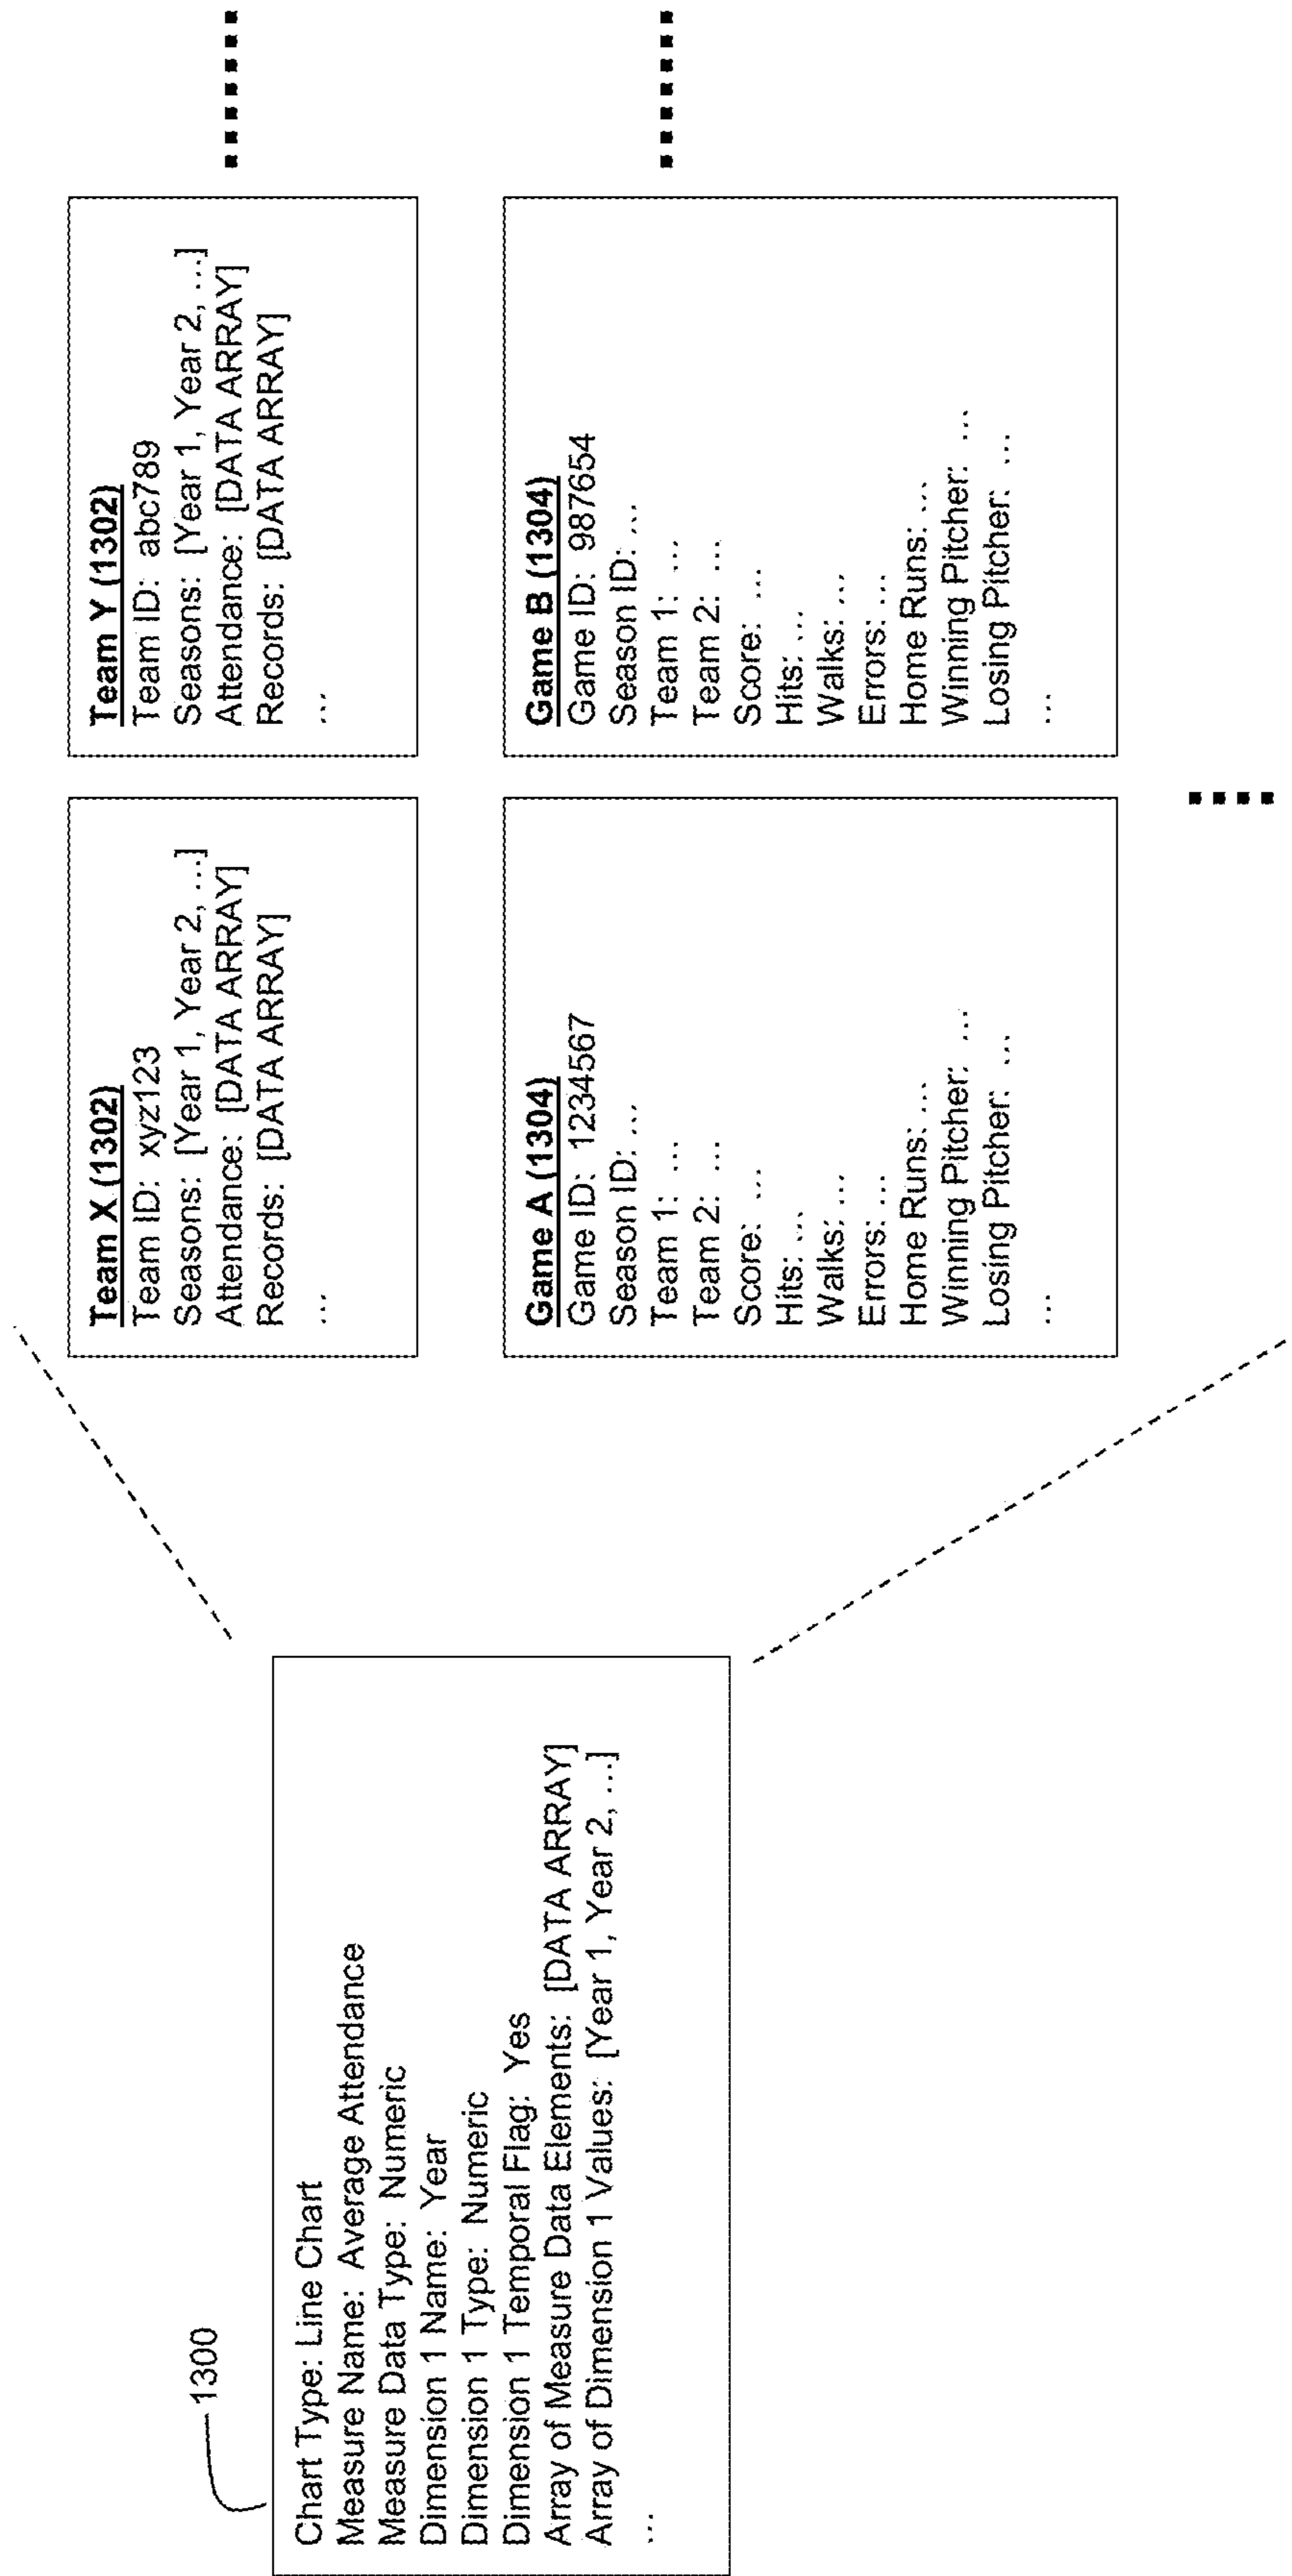 1300
Chart Type: Line Chart
Measure Name: Average Attendance
Measure Data Type: Numeric
Dimension 1 Name: Year
Dimension 1 Type: Numeric
Dimension 1 Temporal Flag: Yes
Array of Measure Data Elements: [DATA ARRAY]
Array of Dimension 1 Values: [Year 1, Year 2, ...]
...
Team X (1302)
Team ID: xyz123
Seasons: [Year 1, Year 2, ...]
Attendance: [DATA ARRAY]
Records: [DATA ARRAY]
...
Team Y (1302)
Team ID: abc789
Seasons: [Year 1, Year 2, ...]
Attendance: [DATA ARRAY]
Records: [DATA ARRAY]
...
Game A (1304)
Game ID: 1234567
Season ID: ...
Team 1: ...
Team 2: ...
Score: ...
Hits: ...
Walks: ...
Errors: ...
Home Runs: ...
Winning Pitcher: ...
Losing Pitcher: ...
...
Game B (1304)
Game ID: 987654
Season ID: ...
Team 1: ...
Team 2: ...
Score: ...
Hits: ...
Walks: ...
Errors: ...
Home Runs: ...
Winning Pitcher: ...
Losing Pitcher: ...
...